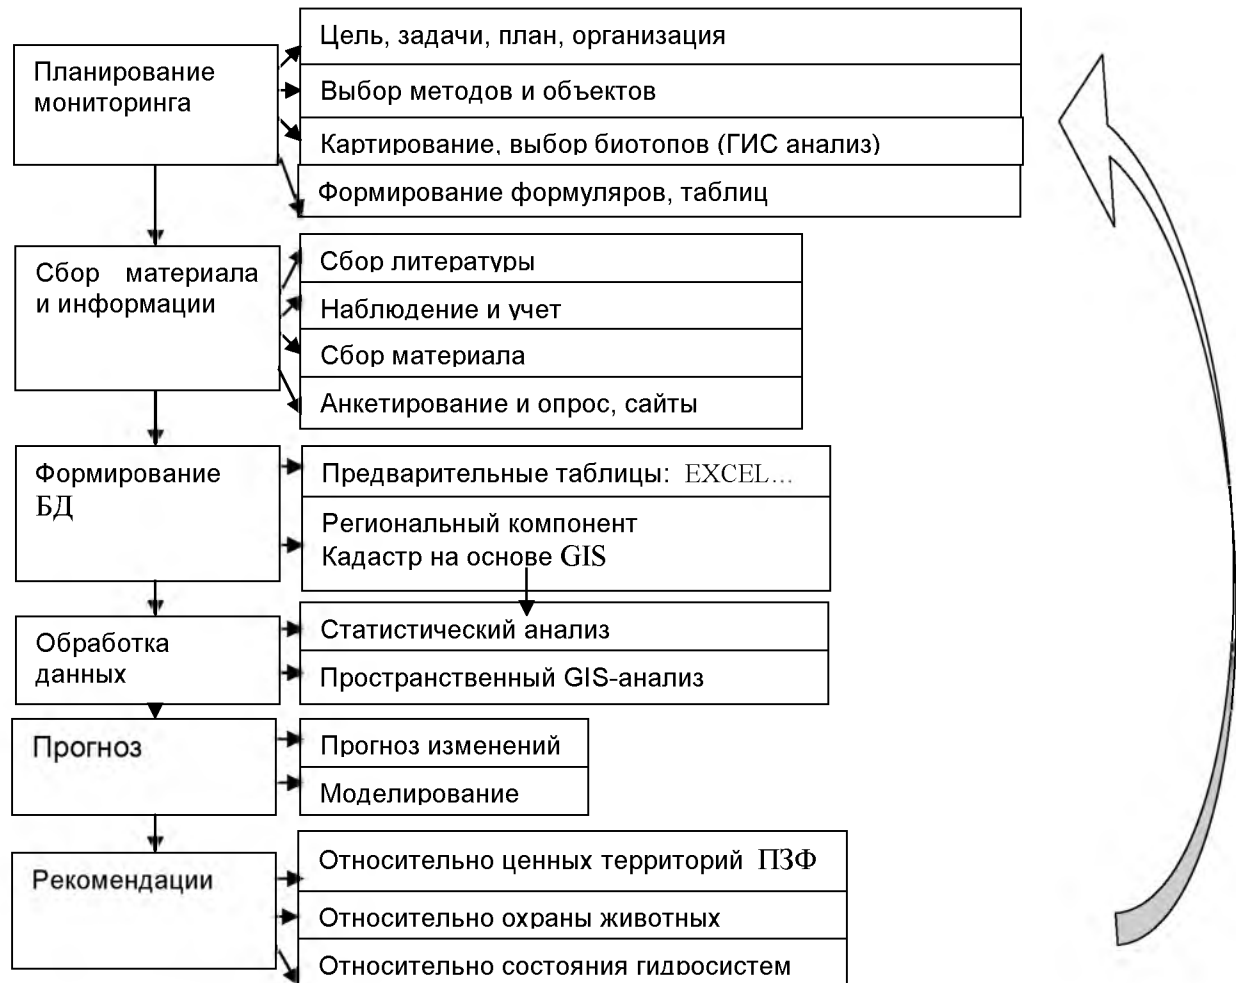 Планирование
мониторинга
Цель, задачи, план, организация
Выбор методов и объектов
Картирование, выбор биотопов (ГИС анализ)
Формирование формуляров, таблиц
Сбор материала
и информации
Сбор литературы
Наблюдение и учет
Сбор материала
Анкетирование и опрос, сайты
Формирование
БД
Предварительные таблицы: EXCEL...
Региональный компонент
Кадастр на основе GIS
Обработка
данных
Статистический анализ
Пространственный GIS-анализ
Прогноз
Прогноз изменений
Моделирование
Рекомендации
Относительно ценных территорий ПЗФ
Относительно охраны животных
Относительно состояния гидросистем